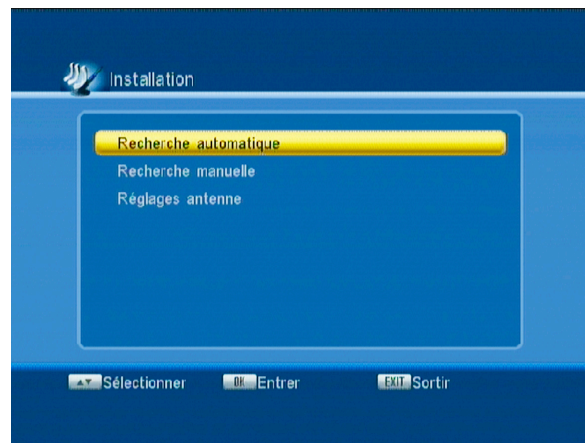 Installation
Recherche automatique
Recherche manuelle
Réglages antenne
▲▼ Sélectionner OK Entrer EXIT Sortir